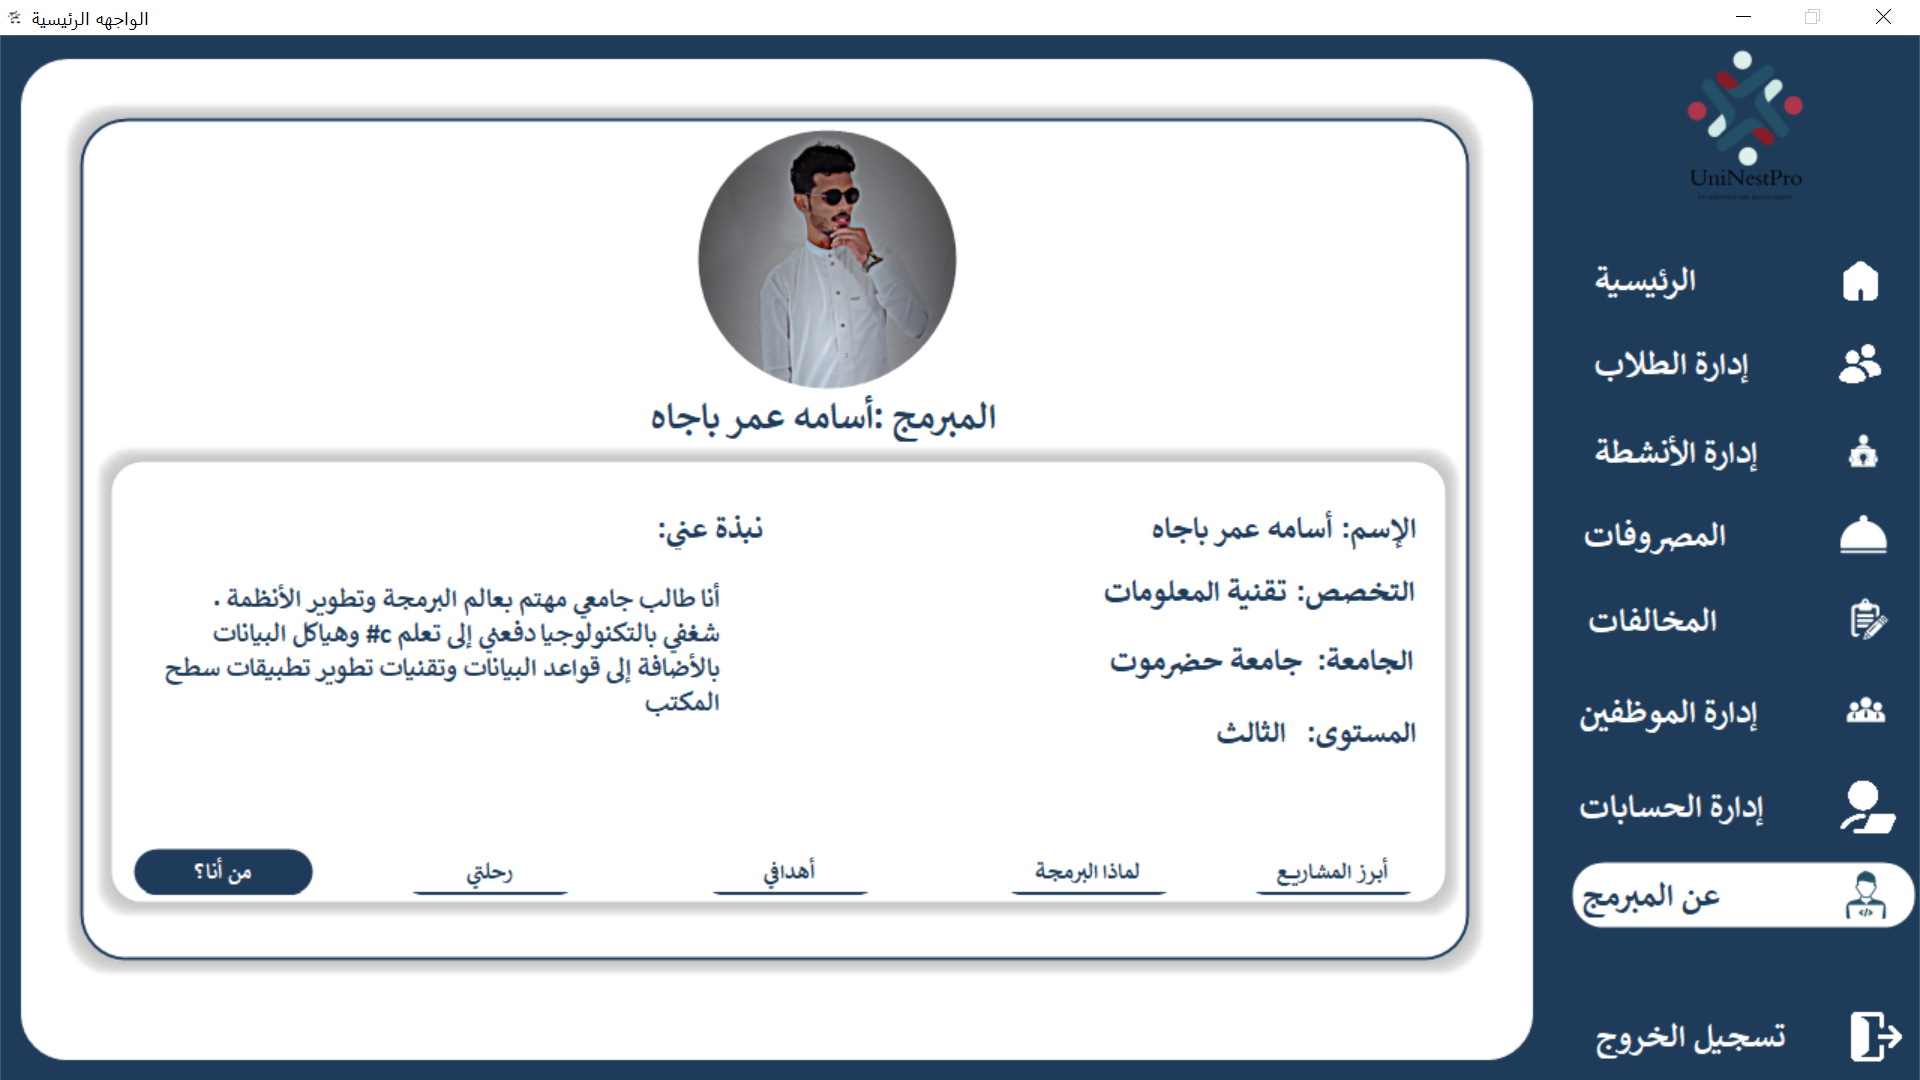 الواجهه الرئيسية
UniNestPro
الرئيسية
إدارة الطلاب
إدارة الأنشطة
المصروفات
المخالفات
إدارة الموظفين
إدارة الحسابات
عن المبرمج
تسجيل الخروج
المبرمج :أسامه عمر باجاه
الإسم: أسامه عمر باجاه
التخصص: تقنية المعلومات
الجامعة: جامعة حضرموت
المستوى: الثالث
نبذة عني:
أنا طالب جامعي مهتم بعالم البرمجة وتطوير الأنظمة .
شغفي بالتكنولوجيا دفعني إلى تعلم c# وهياكل البيانات
بالأضافة إلى قواعد البيانات وتقنيات تطوير تطبيقات سطح
المكتب
أبرز المشاريع
لماذا البرمجة
أهدافي
رحلتي
من أنا؟